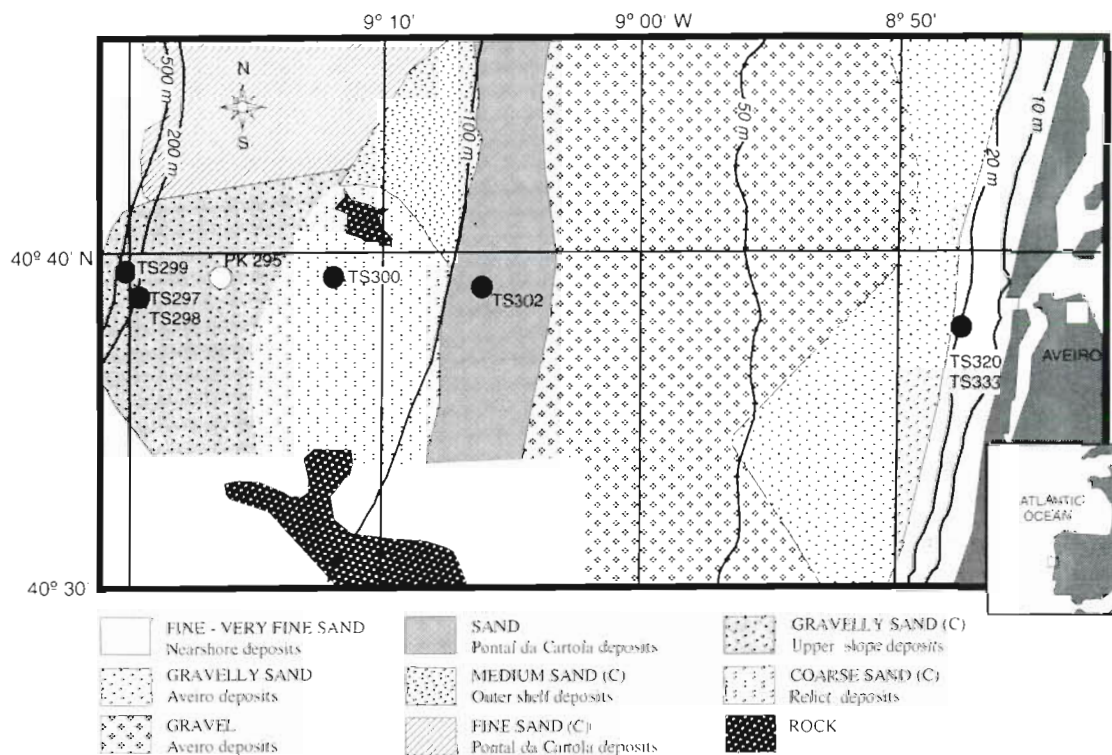 9° 10'
9° 00' W
8° 50'
500 m
200 m
N
S
100 m
50 m
20 m
10 m
40° 40' N
TS299
PK 295
TS300
TS297
TS298
TS302
TS320
TS333
AVEIRO
ATLANTIC
OCEAN
40° 30'
FINE - VERY FINE SAND
Nearshore deposits
GRAVELLY SAND
Aveiro deposits
GRAVEL
Aveiro deposits
SAND
Pontal da Cartola deposits
MEDIUM SAND (C)
Outer shelf deposits
FINE SAND (C)
Pontal da Cartola deposits
GRAVELLY SAND (C)
Upper slope deposits
COARSE SAND (C)
Relict deposits
ROCK